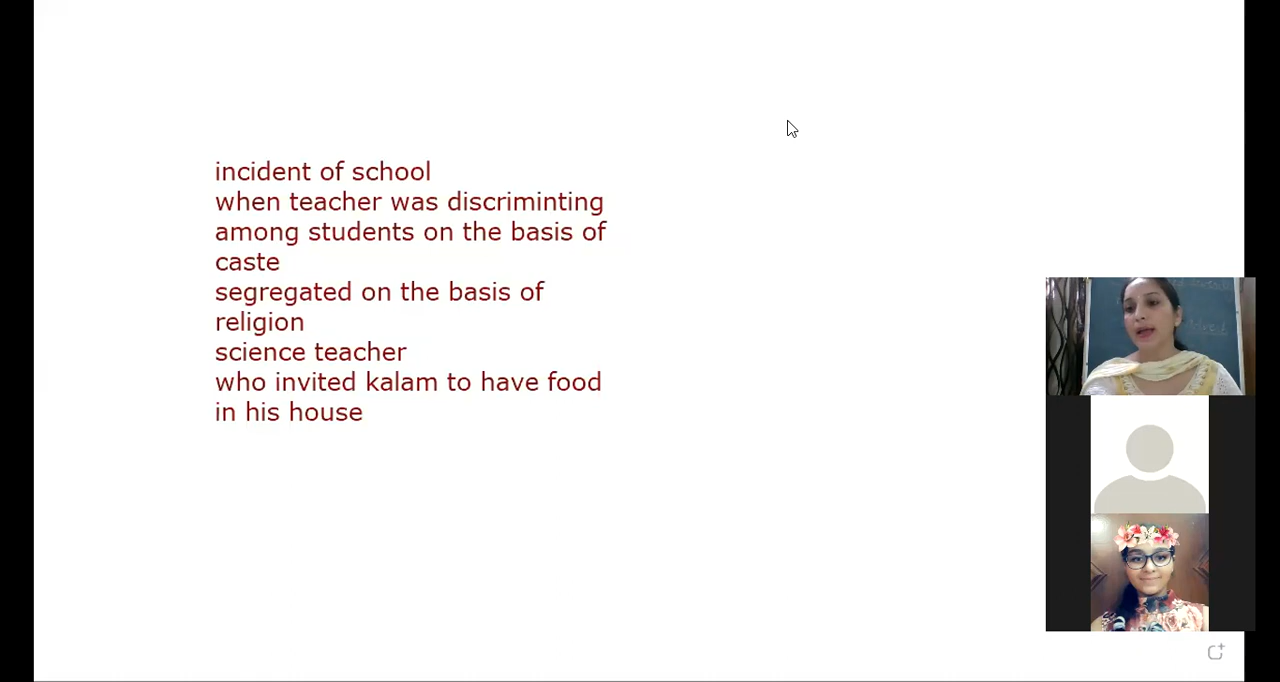 incident of school
when teacher was discriminting
among students on the basis of
caste
segregated on the basis of
religion
science teacher
who invited kalam to have food
in his house